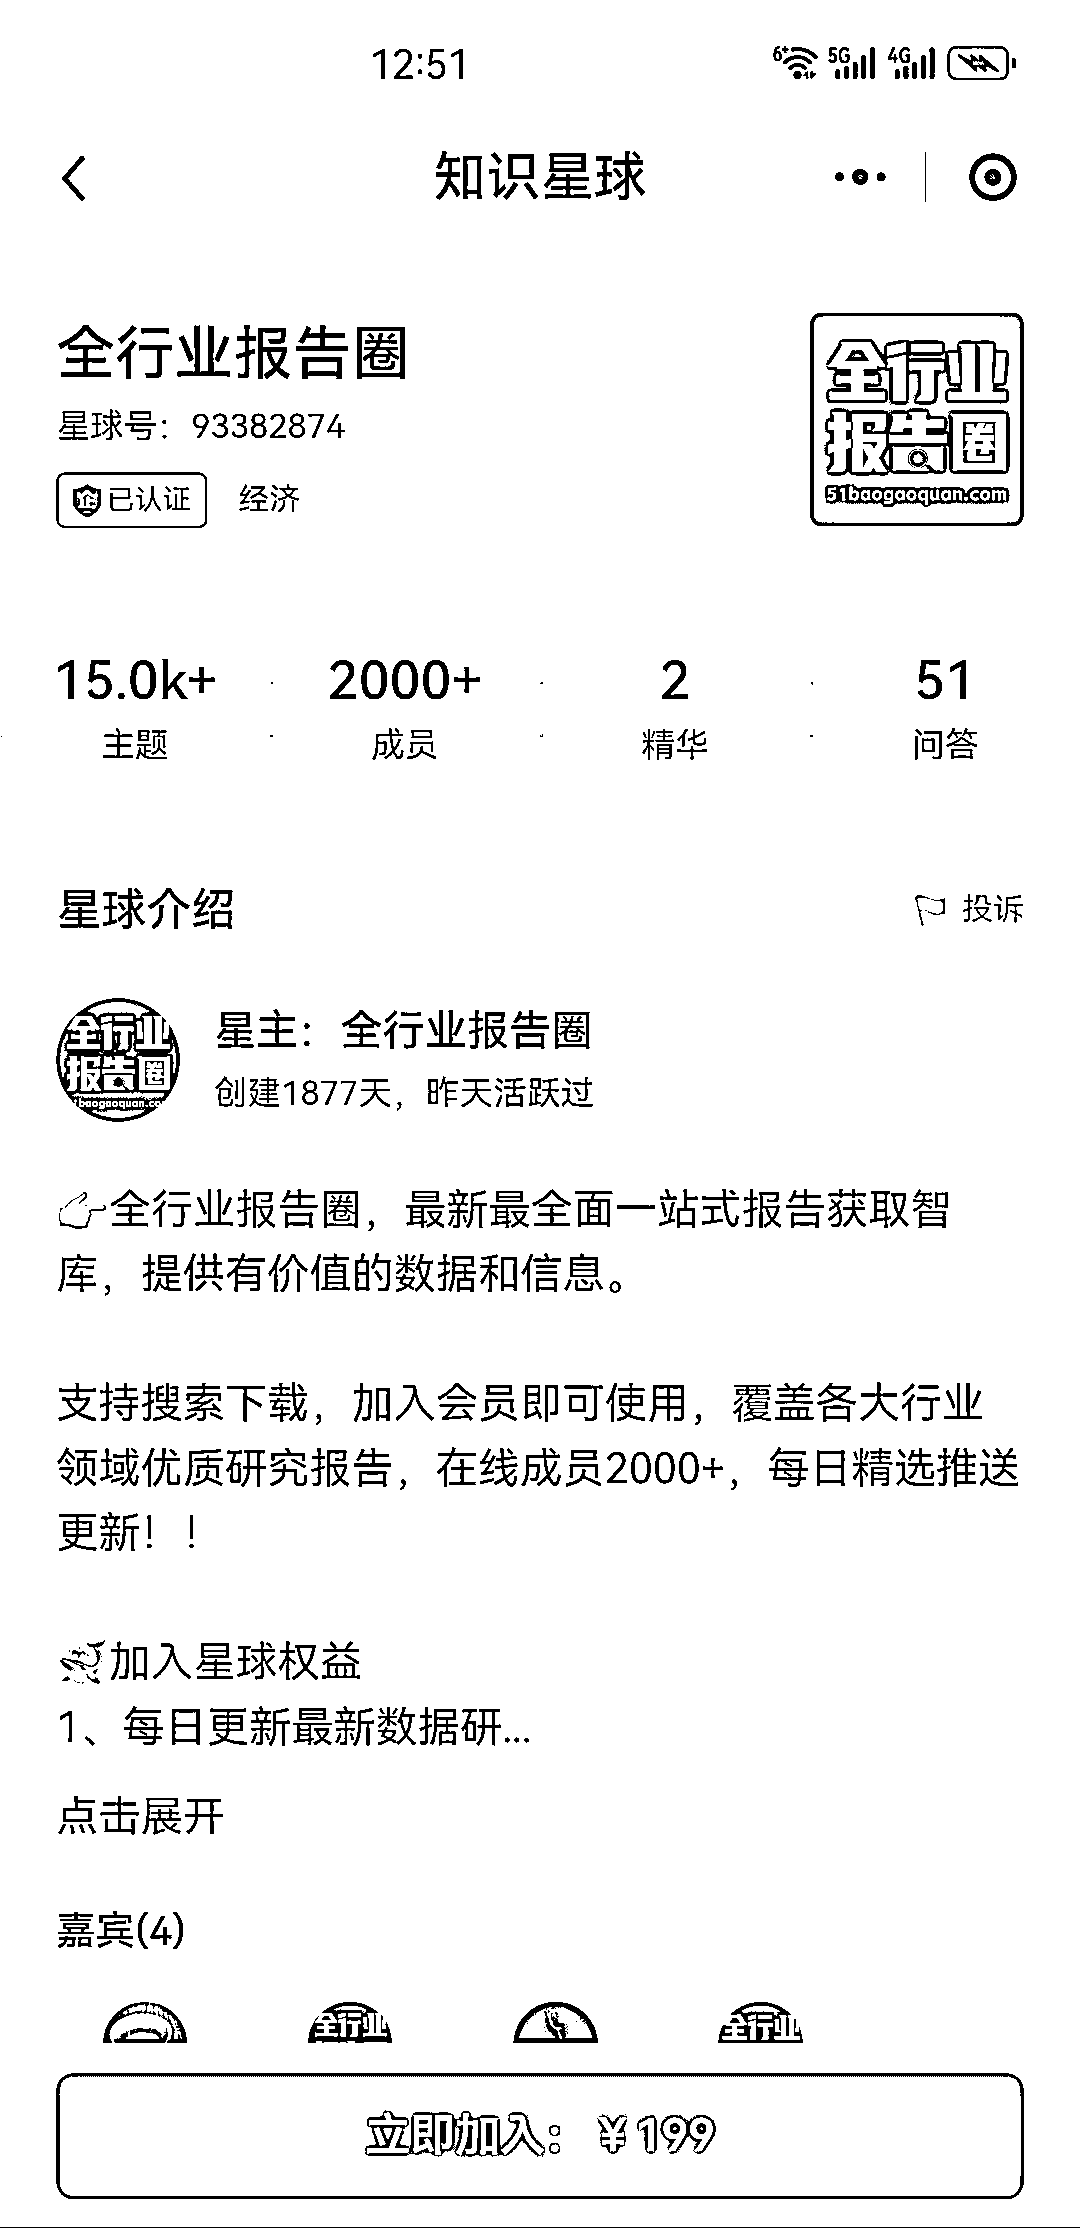 12:51
6+ 5G 4G
知识星球
全行业报告圈
星球号：93382874
企 已认证 经济
全行业
报告圈
51baogaoquan.com
15.0k+ 2000+ 2 51
主题 成员 精华 问答
星球介绍 投诉
全行业
报告圈
星主：全行业报告圈
创建1877天，昨天活跃过
👉全行业报告圈，最新最全面一站式报告获取智
库，提供有价值的数据和信息。
支持搜索下载，加入会员即可使用，覆盖各大行业
领域优质研究报告，在线成员2000+，每日精选推送
更新！！
加入星球权益
1、每日更新最新数据研...
点击展开
嘉宾(4)
全行业 全行业
立即加入：￥199